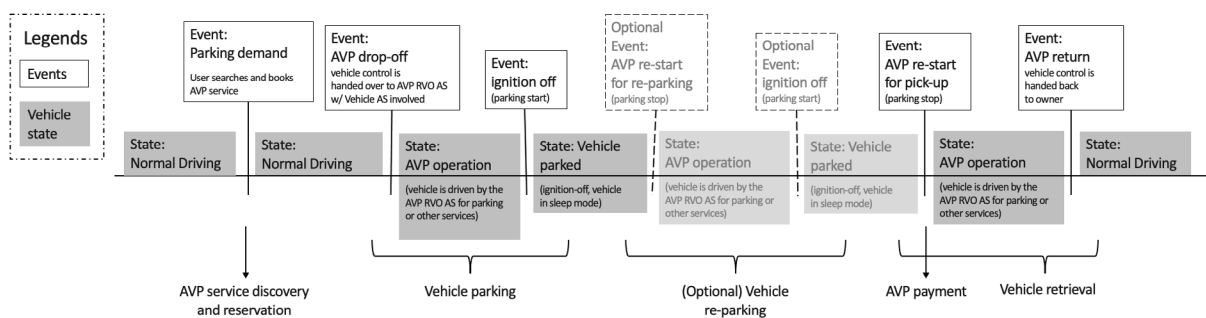 Legends
Events
Vehicle
state
Event:
Parking demand
User searches and books
AVP service
Event:
AVP drop-off
vehicle control is
handed over to AVP RVO AS
w/ Vehicle AS involved
Event:
ignition off
(parking start)
Optional
Event:
AVP re-start
for re-parking
(parking stop)
Optional
Event:
ignition off
(parking start)
Event:
AVP re-start
for pick-up
(parking stop)
Event:
AVP return
vehicle control is
handed back
to owner
State:
Normal Driving
State:
Normal Driving
State:
AVP operation
(vehicle is driven by the
AVP RVO AS for parking
or other services)
State: Vehicle
parked
(ignition-off, vehicle
in sleep mode)
State:
AVP operation
(vehicle is driven by the
AVP RVO AS for parking or
other services)
State: Vehicle
parked
(ignition-off, vehicle
in sleep mode)
State:
AVP operation
(vehicle is driven by the
AVP RVO AS for parking or
other services)
State:
Normal Driving
AVP service discovery
and reservation
Vehicle parking
(Optional) Vehicle
re-parking
AVP payment
Vehicle retrieval